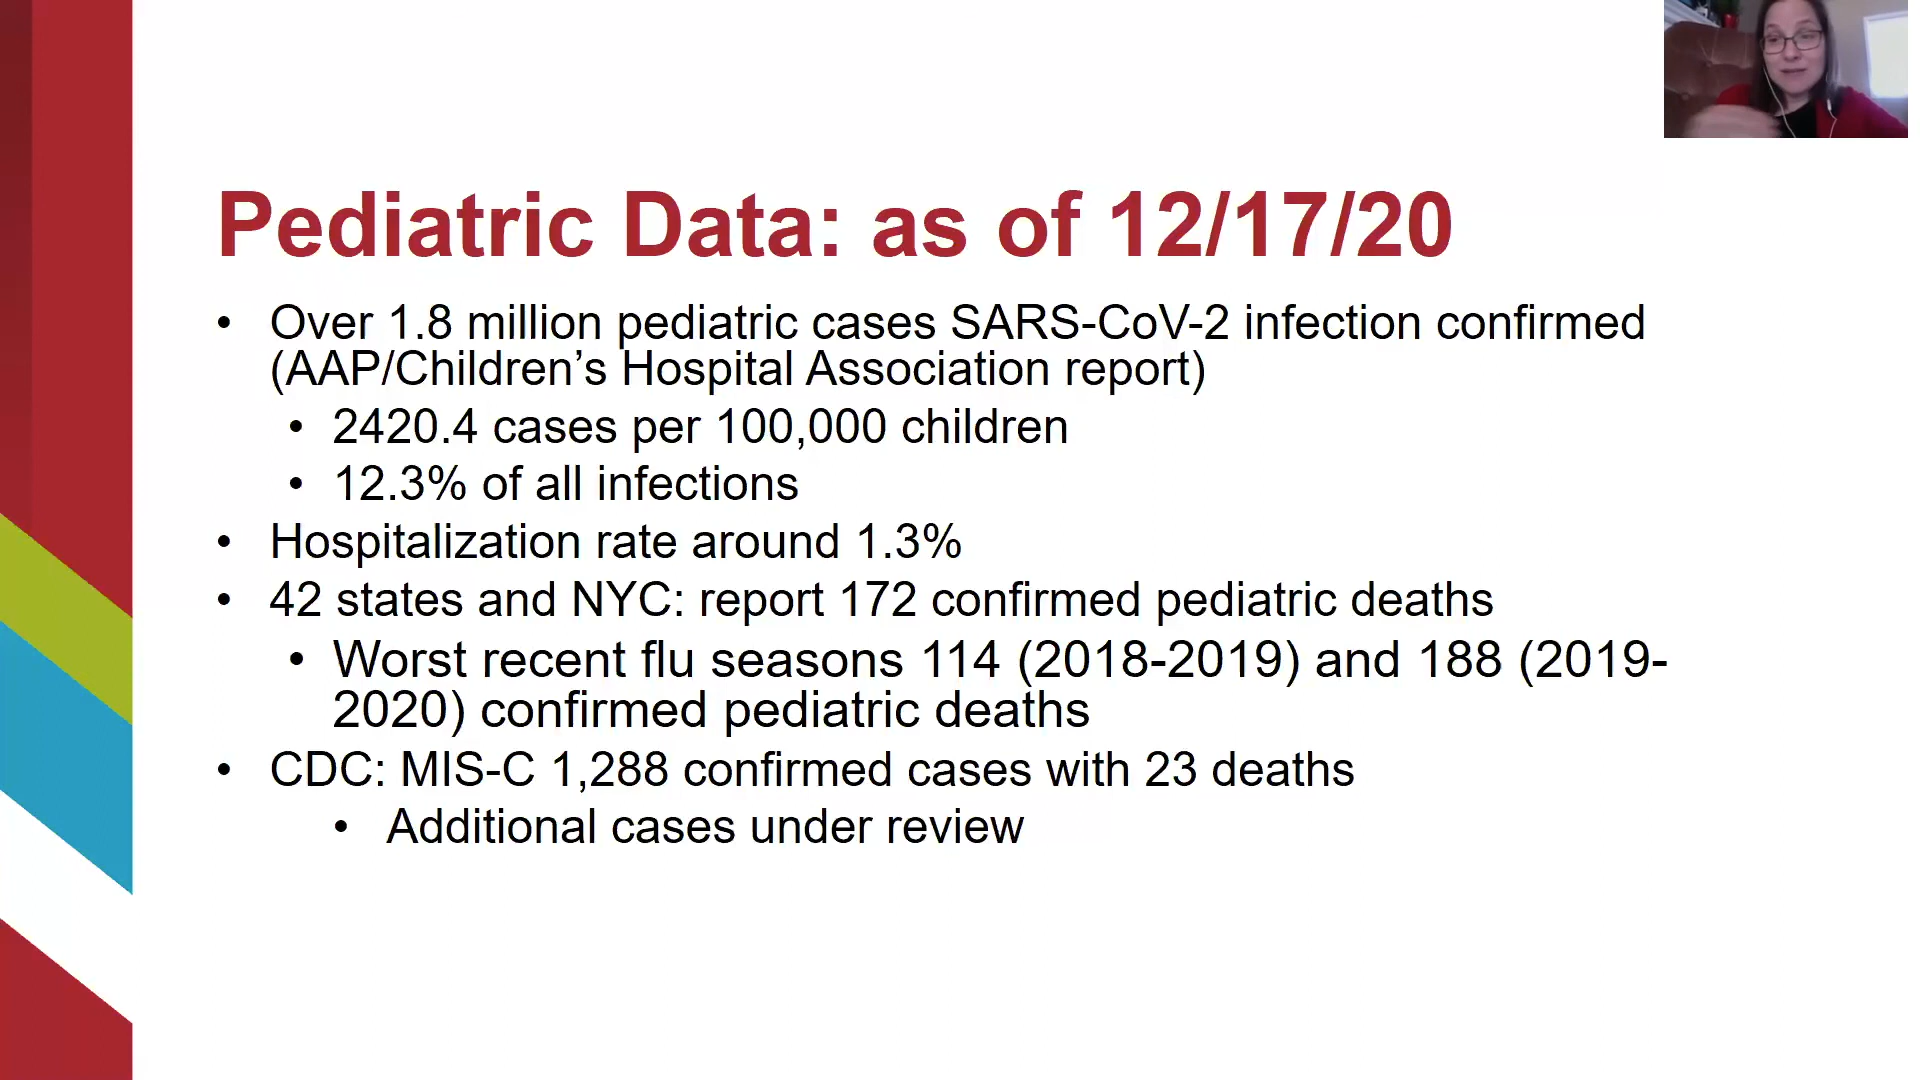 Pediatric Data: as of 12/17/20
• Over 1.8 million pediatric cases SARS-CoV-2 infection confirmed
(AAP/Children’s Hospital Association report)
• 2420.4 cases per 100,000 children
• 12.3% of all infections
• Hospitalization rate around 1.3%
• 42 states and NYC: report 172 confirmed pediatric deaths
• Worst recent flu seasons 114 (2018-2019) and 188 (2019-
2020) confirmed pediatric deaths
• CDC: MIS-C 1,288 confirmed cases with 23 deaths
• Additional cases under review